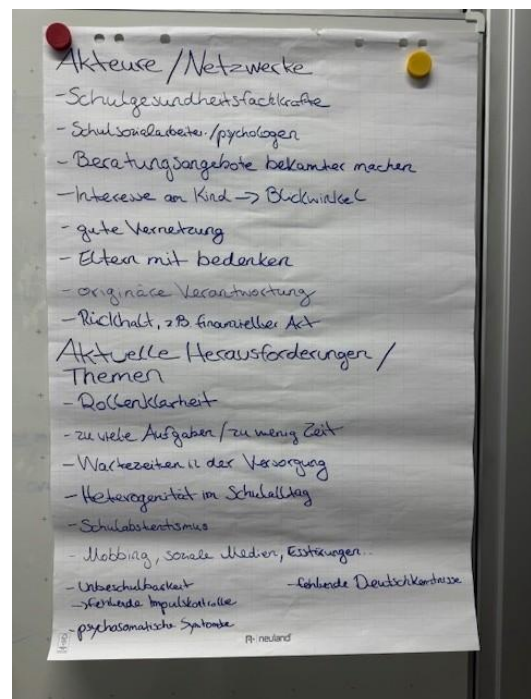 Akteure / Netzwerke
- Schulgesundheitsfachkräfte
- Schulsozialarbeiter/psychologen
- Beratungsangebote bekannter machen
- Interesse am Kind -> Blickwinkel
- gute Vernetzung
- Eltern mit bedenken
- originäre Verantwortung
- Rückhalt, z.B. finanzieller Art
Aktuelle Herausforderungen /
Themen
- Rollenklarheit
- zu viele Aufgaben / zu wenig Zeit
- Wartezeiten in der Versorgung
- Heterogenität im Schulalltag
- Schulabsentismus
- Mobbing, soziale Medien, Essstörungen...
- Unbeschulbarkeit
-> fehlende Impulskontrolle
- fehlende Deutschkenntnisse
- psychosomatische Symptome
neuland